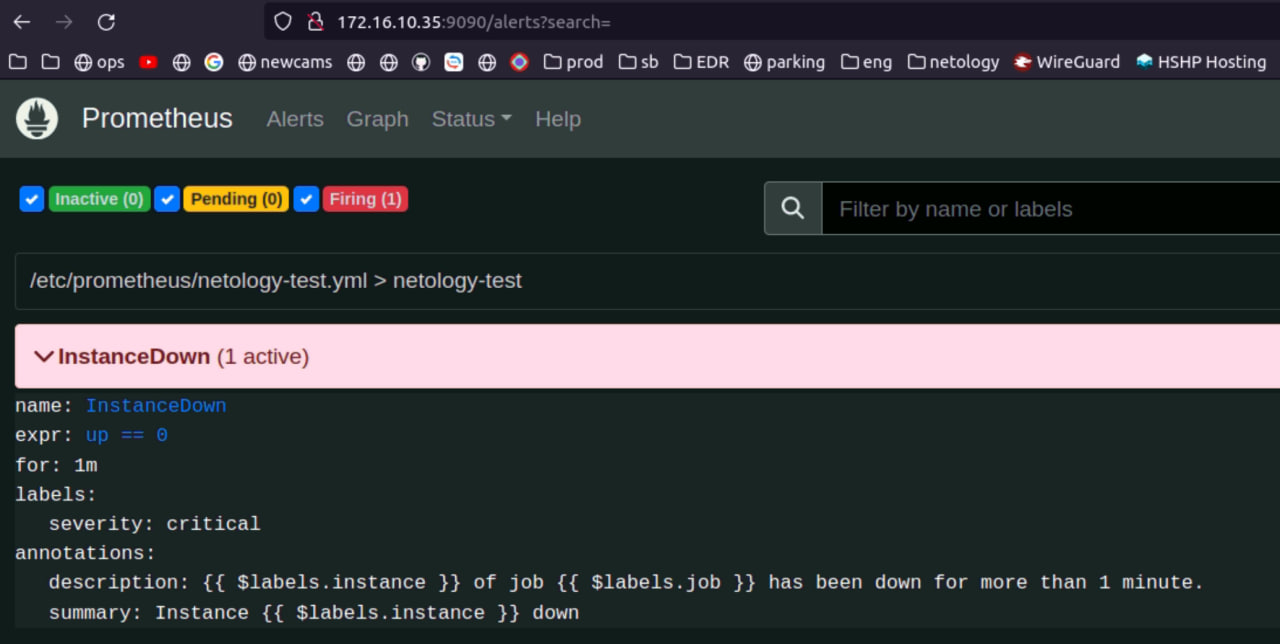 172.16.10.35:9090/alerts?search=
ops newcams prod sb EDR parking eng netology WireGuard HSHP Hosting
Prometheus Alerts Graph Status Help
Inactive (0) Pending (0) Firing (1)
Filter by name or labels
/etc/prometheus/netology-test.yml > netology-test
InstanceDown (1 active)
name: InstanceDown
expr: up == 0
for: 1m
labels:
severity: critical
annotations:
description: {{ $labels.instance }} of job {{ $labels.job }} has been down for more than 1 minute.
summary: Instance {{ $labels.instance }} down